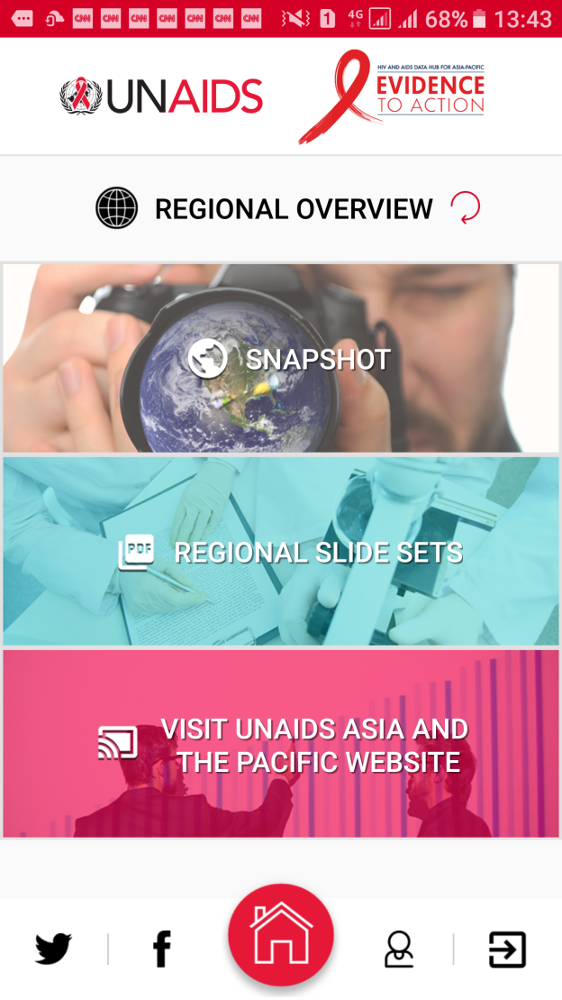 CNN CNN CNN CNN CNN CNN CNN 1 4G 68% 13:43
UNAIDS
HIV AND AIDS DATA HUB FOR ASIA-PACIFIC
EVIDENCE
TO ACTION
REGIONAL OVERVIEW
SNAPSHOT
PDF
REGIONAL SLIDE SETS
VISIT UNAIDS ASIA AND
THE PACIFIC WEBSITE